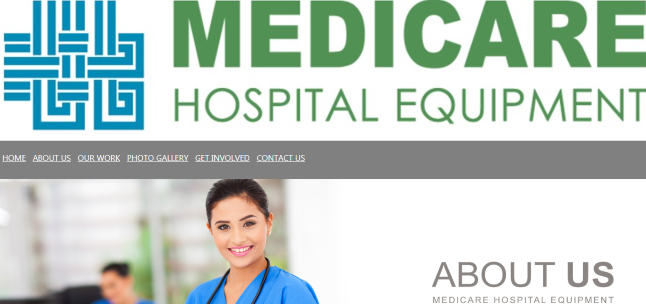 MEDICARE
HOSPITAL EQUIPMENT
HOME ABOUT US OUR WORK PHOTO GALLERY GET INVOLVED CONTACT US
ABOUT US
MEDICARE HOSPITAL EQUIPMENT